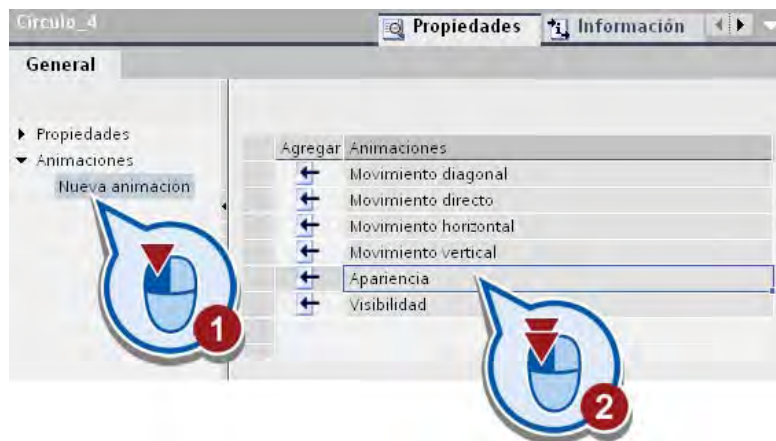 Círculo_4
Propiedades
Información
General
Propiedades
Animaciones
Nueva animación
Agregar Animaciones
Movimiento diagonal
Movimiento directo
Movimiento horizontal
Movimiento vertical
Apariencia
Visibilidad
1
2